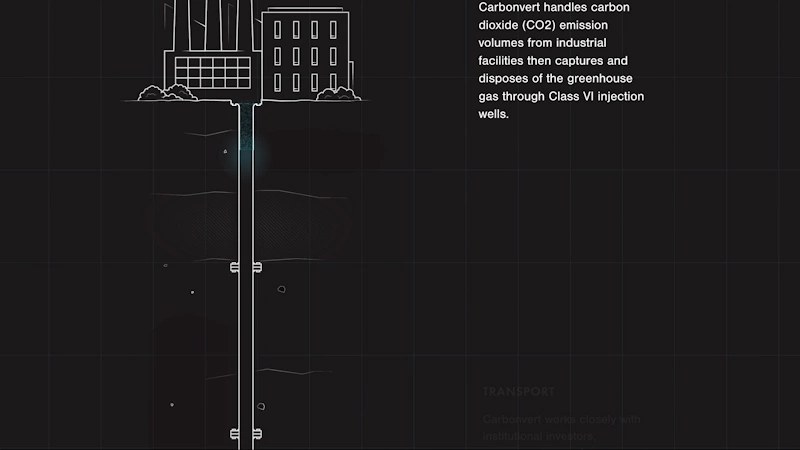 Carbonvert handles carbon
dioxide (CO2) emission
volumes from industrial
facilities then captures and
disposes of the greenhouse
gas through Class VI injection
wells.
TRANSPORT
Carbonvert works closely with
institutional investors